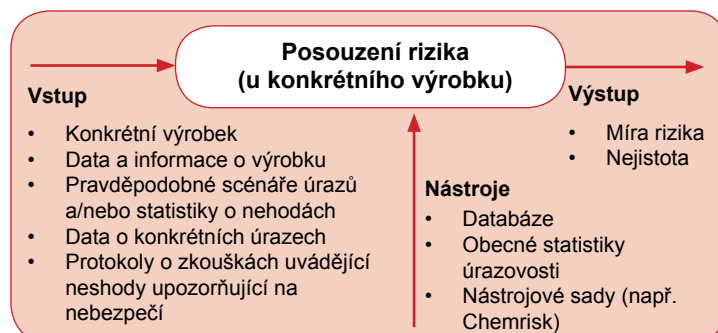 Posouzení rizika
(u konkrétního výrobku)
Vstup
• Konkrétní výrobek
• Data a informace o výrobku
• Pravděpodobné scénáře úrazů
a/nebo statistiky o nehodách
• Data o konkrétních úrazech
• Protokoly o zkouškách uvádějící
neshody upozorňující na
nebezpečí
Nástroje
• Databáze
• Obecné statistiky
úrazovosti
• Nástrojové sady (např.
Chemrisk)
Výstup
• Míra rizika
• Nejistota